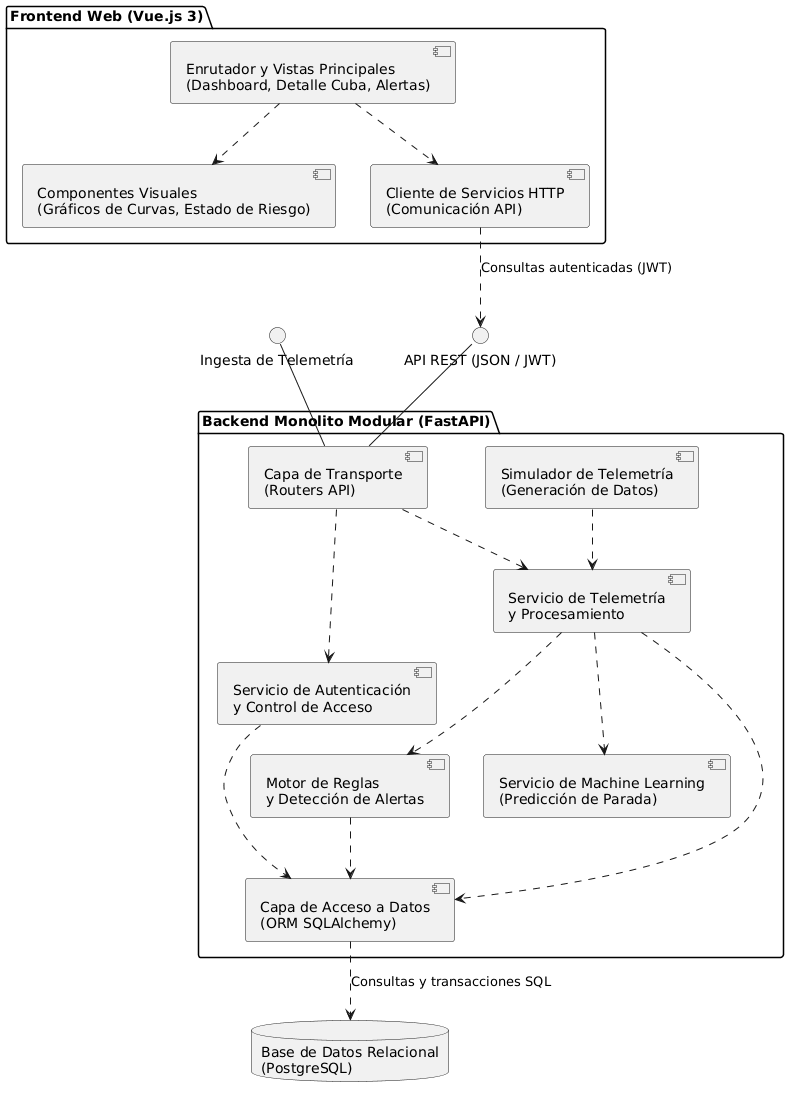 Frontend Web (Vue.js 3)
Enrutador y Vistas Principales
(Dashboard, Detalle Cuba, Alertas)
Componentes Visuales
(Gráficos de Curvas, Estado de Riesgo)
Cliente de Servicios HTTP
(Comunicación API)
Consultas autenticadas (JWT)
Ingesta de Telemetría
API REST (JSON / JWT)
Backend Monolito Modular (FastAPI)
Capa de Transporte
(Routers API)
Simulador de Telemetría
(Generación de Datos)
Servicio de Telemetría
y Procesamiento
Servicio de Autenticación
y Control de Acceso
Motor de Reglas
y Detección de Alertas
Servicio de Machine Learning
(Predicción de Parada)
Capa de Acceso a Datos
(ORM SQLAlchemy)
Consultas y transacciones SQL
Base de Datos Relacional
(PostgreSQL)